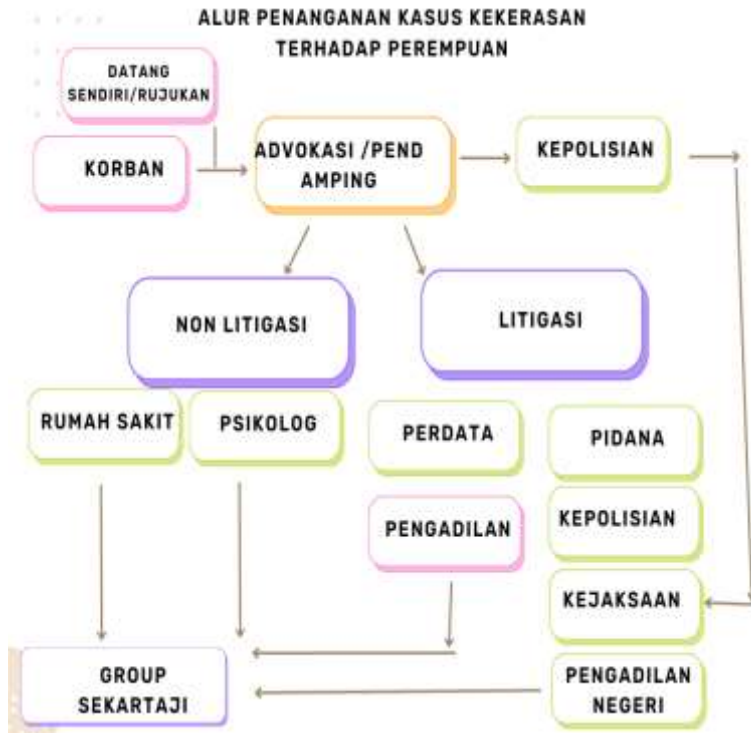 ALUR PENANGANAN KASUS KEKERASAN
TERHADAP PEREMPUAN
DATANG
SENDIRI/RUJUKAN
KORBAN
ADVOKASI /PEND
AMPING
KEPOLISIAN
NON LITIGASI
LITIGASI
RUMAH SAKIT
PSIKOLOG
PERDATA
PIDANA
PENGADILAN
KEPOLISIAN
KEJAKSAAN
GROUP
SEKARTAJI
PENGADILAN
NEGERI